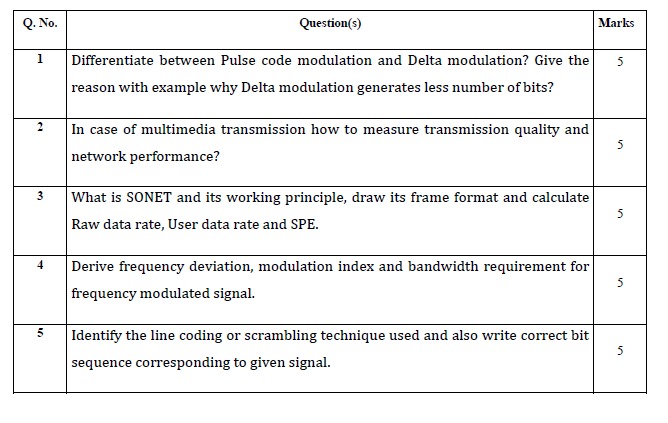 Q. No. Question(s) Marks
1 Differentiate between Pulse code modulation and Delta modulation? Give the 5
reason with example why Delta modulation generates less number of bits?
2 In case of multimedia transmission how to measure transmission quality and
network performance? 5
3 What is SONET and its working principle, draw its frame format and calculate
Raw data rate, User data rate and SPE. 5
4 Derive frequency deviation, modulation index and bandwidth requirement for
frequency modulated signal. 5
5 Identify the line coding or scrambling technique used and also write correct bit
sequence corresponding to given signal. 5